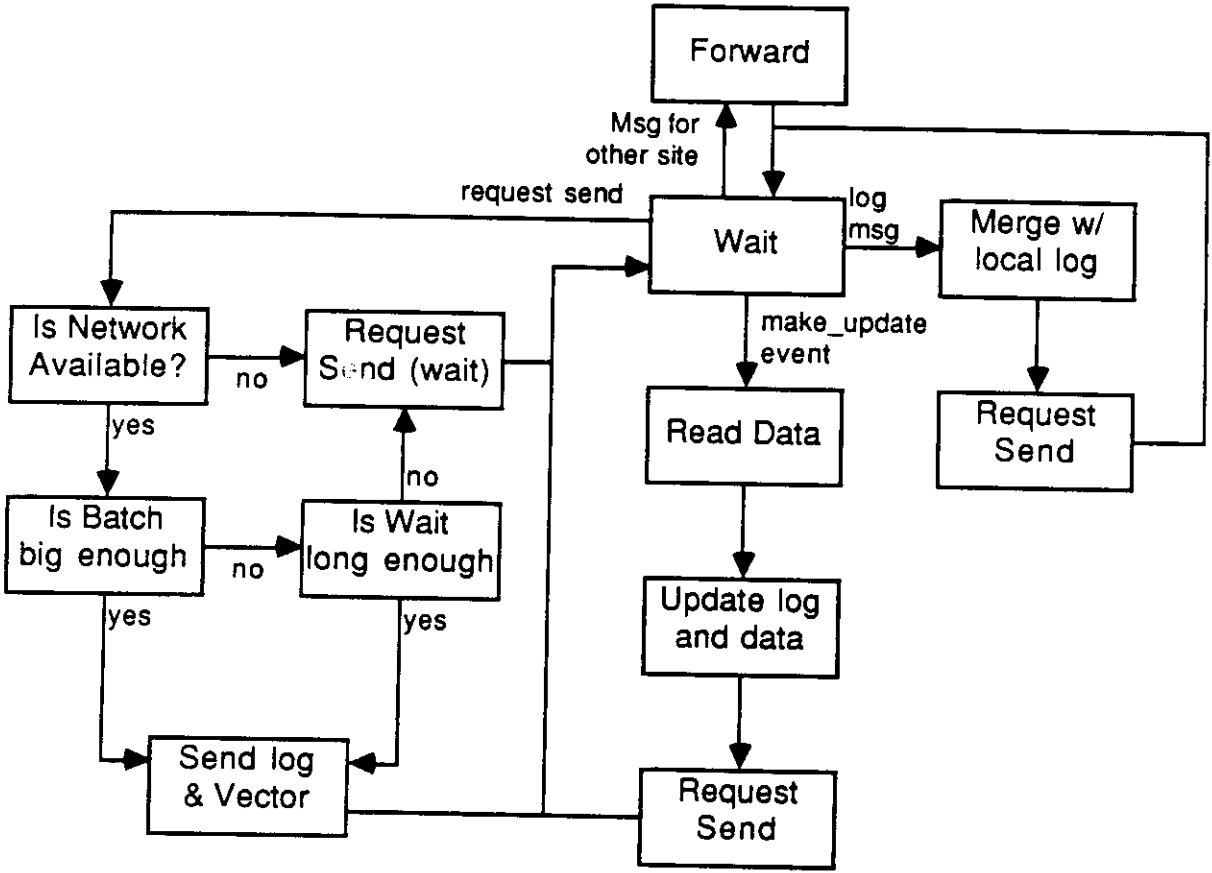 Forward
Msg for
other site
request send
Wait
log
msg
Merge w/
local log
Is Network
Available?
no
yes
Request
Send (wait)
make_update
event
Read Data
Request
Send
no
Is Batch
big enough
no
yes
Is Wait
long enough
yes
Update log
and data
Send log
& Vector
Request
Send